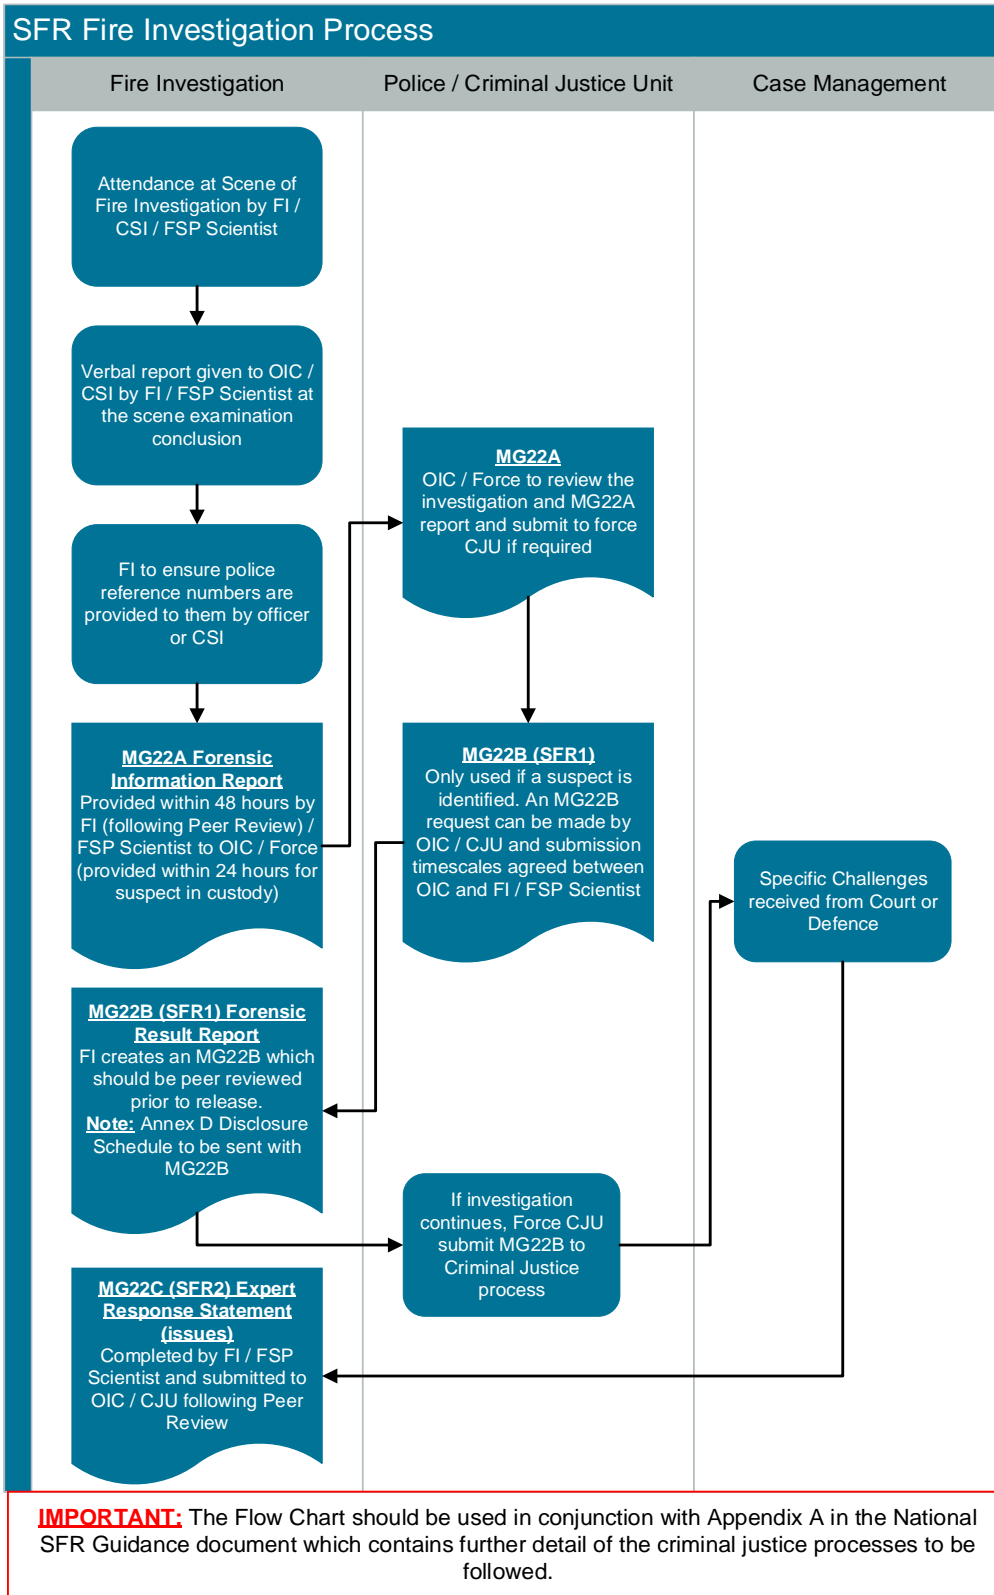 SFR Fire Investigation Process
Fire Investigation
Police / Criminal Justice Unit
Case Management
Attendance at Scene of
Fire Investigation by FI /
CSI / FSP Scientist
Verbal report given to OIC /
CSI by FI / FSP Scientist at
the scene examination
conclusion
FI to ensure police
reference numbers are
provided to them by officer
or CSI
MG22A Forensic
Information Report
Provided within 48 hours by
FI (following Peer Review) /
FSP Scientist to OIC / Force
(provided within 24 hours for
suspect in custody)
MG22A
OIC / Force to review the
investigation and MG22A
report and submit to force
CJU if required
MG22B (SFR1)
Only used if a suspect is
identified. An MG22B
request can be made by
OIC / CJU and submission
timescales agreed between
OIC and FI / FSP Scientist
MG22B (SFR1) Forensic
Result Report
FI creates an MG22B which
should be peer reviewed
prior to release.
Note: Annex D Disclosure
Schedule to be sent with
MG22B
If investigation
continues, Force CJU
submit MG22B to
Criminal Justice
process
Specific Challenges
received from Court or
Defence
MG22C (SFR2) Expert
Response Statement
(issues)
Completed by FI / FSP
Scientist and submitted to
OIC / CJU following Peer
Review
IMPORTANT: The Flow Chart should be used in conjunction with Appendix A in the National
SFR Guidance document which contains further detail of the criminal justice processes to be
followed.